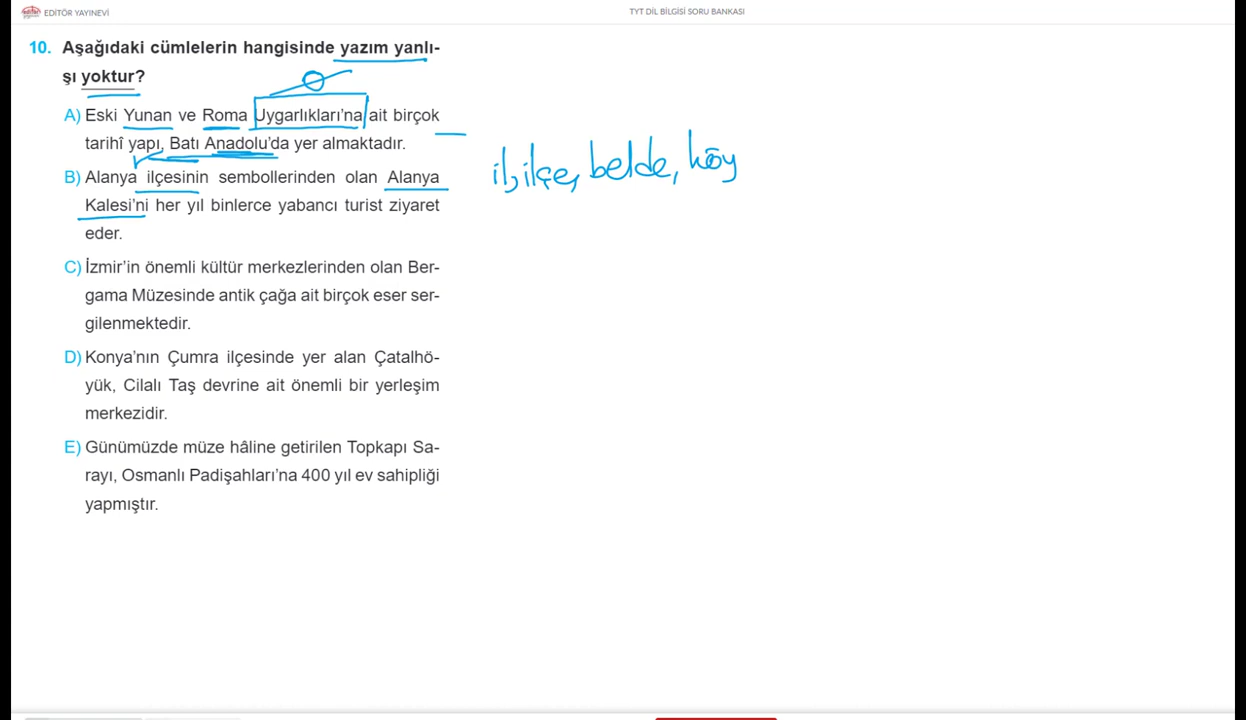 EDİTÖR YAYINEVİ
TYT DİL BİLGİSİ SORU BANKASI
10. Aşağıdaki cümlelerin hangisinde yazım yanlı-
şı yoktur?
A) Eski Yunan ve Roma Uygarlıkları'na ait birçok
tarihî yapı, Batı Anadolu'da yer almaktadır.
il, ilçe, belde, köy
B) Alanya ilçesinin sembollerinden olan Alanya
Kalesi'ni her yıl binlerce yabancı turist ziyaret
eder.
C) İzmir'in önemli kültür merkezlerinden olan Ber-
gama Müzesinde antik çağa ait birçok eser ser-
gilenmektedir.
D) Konya'nın Çumra ilçesinde yer alan Çatalhö-
yük, Cilalı Taş devrine ait önemli bir yerleşim
merkezidir.
E) Günümüzde müze hâline getirilen Topkapı Sa-
rayı, Osmanlı Padişahları'na 400 yıl ev sahipliği
yapmıştır.